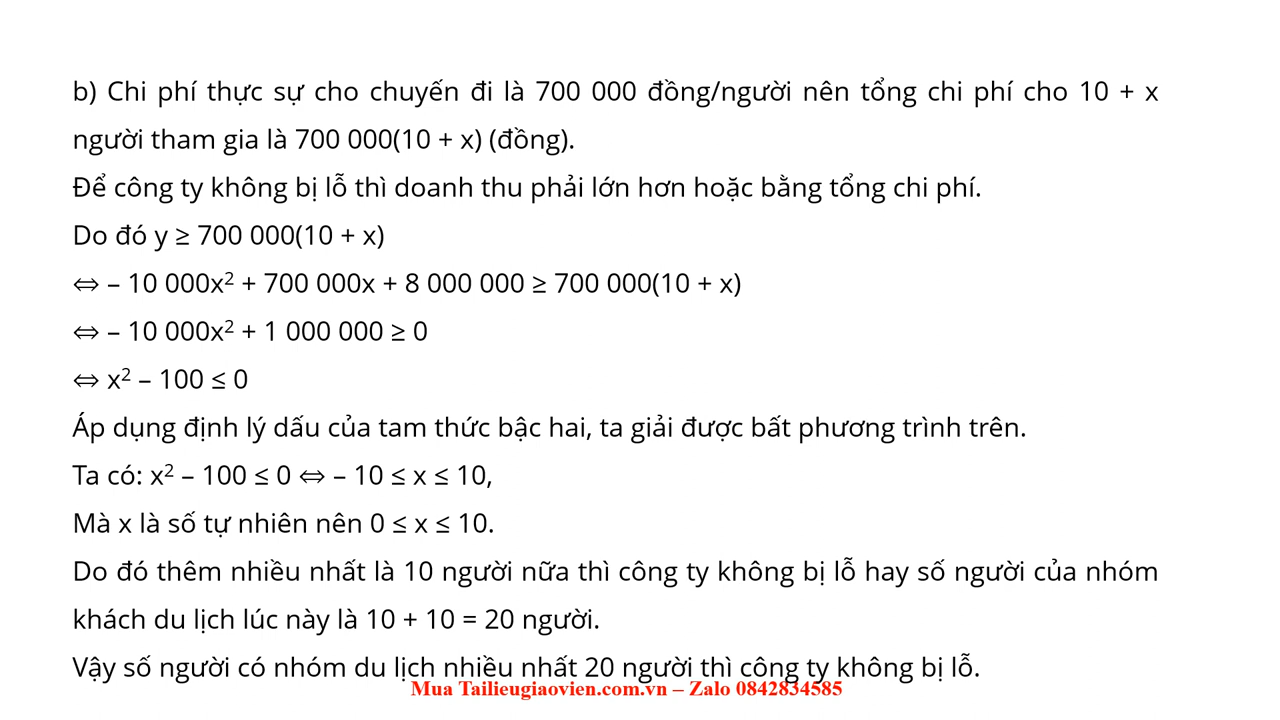 b) Chi phí thực sự cho chuyến đi là 700 000 đồng/người nên tổng chi phí cho 10 + x
người tham gia là 700 000(10 + x) (đồng).
Để công ty không bị lỗ thì doanh thu phải lớn hơn hoặc bằng tổng chi phí.
Do đó y ≥ 700 000(10 + x)
⇔ – 10 000x² + 700 000x + 8 000 000 ≥ 700 000(10 + x)
⇔ – 10 000x² + 1 000 000 ≥ 0
⇔ x² – 100 ≤ 0
Áp dụng định lý dấu của tam thức bậc hai, ta giải được bất phương trình trên.
Ta có: x² – 100 ≤ 0 ⇔ – 10 ≤ x ≤ 10,
Mà x là số tự nhiên nên 0 ≤ x ≤ 10.
Do đó thêm nhiều nhất là 10 người nữa thì công ty không bị lỗ hay số người của nhóm
khách du lịch lúc này là 10 + 10 = 20 người.
Vậy số người có nhóm du lịch nhiều nhất 20 người thì công ty không bị lỗ.
Mua Tailieugiaovien.com.vn – Zalo 0842834585